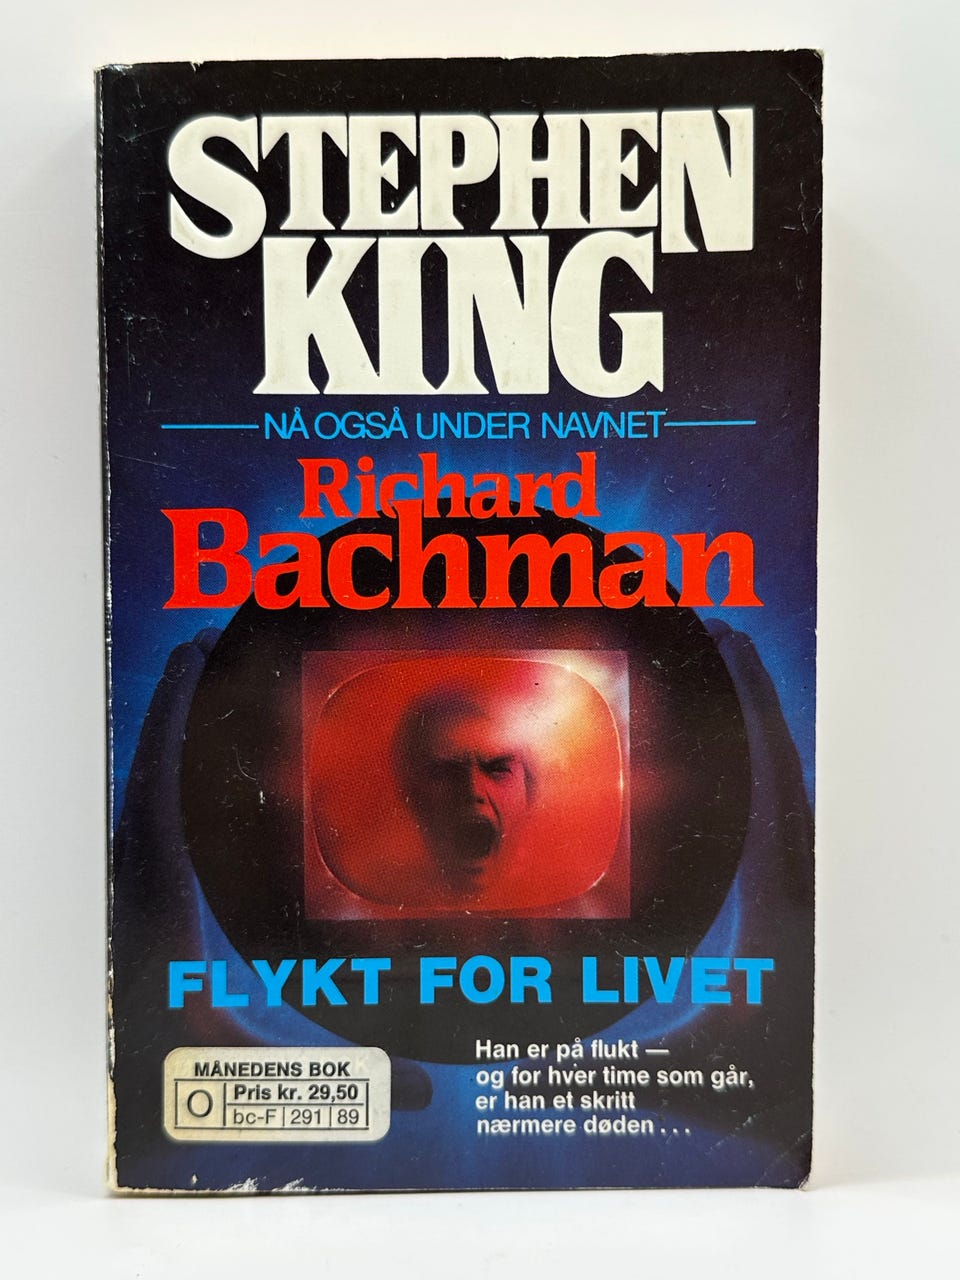 STEPHEN
KING
NÅ OGSÅ UNDER NAVNET
Richard
Bachman
FLYKT FOR LIVET
Han er på flukt —
og for hver time som går,
er han et skritt
nærmere døden...
MÅNEDENS BOK
O
Pris kr. 29,50
bc-F 291 89